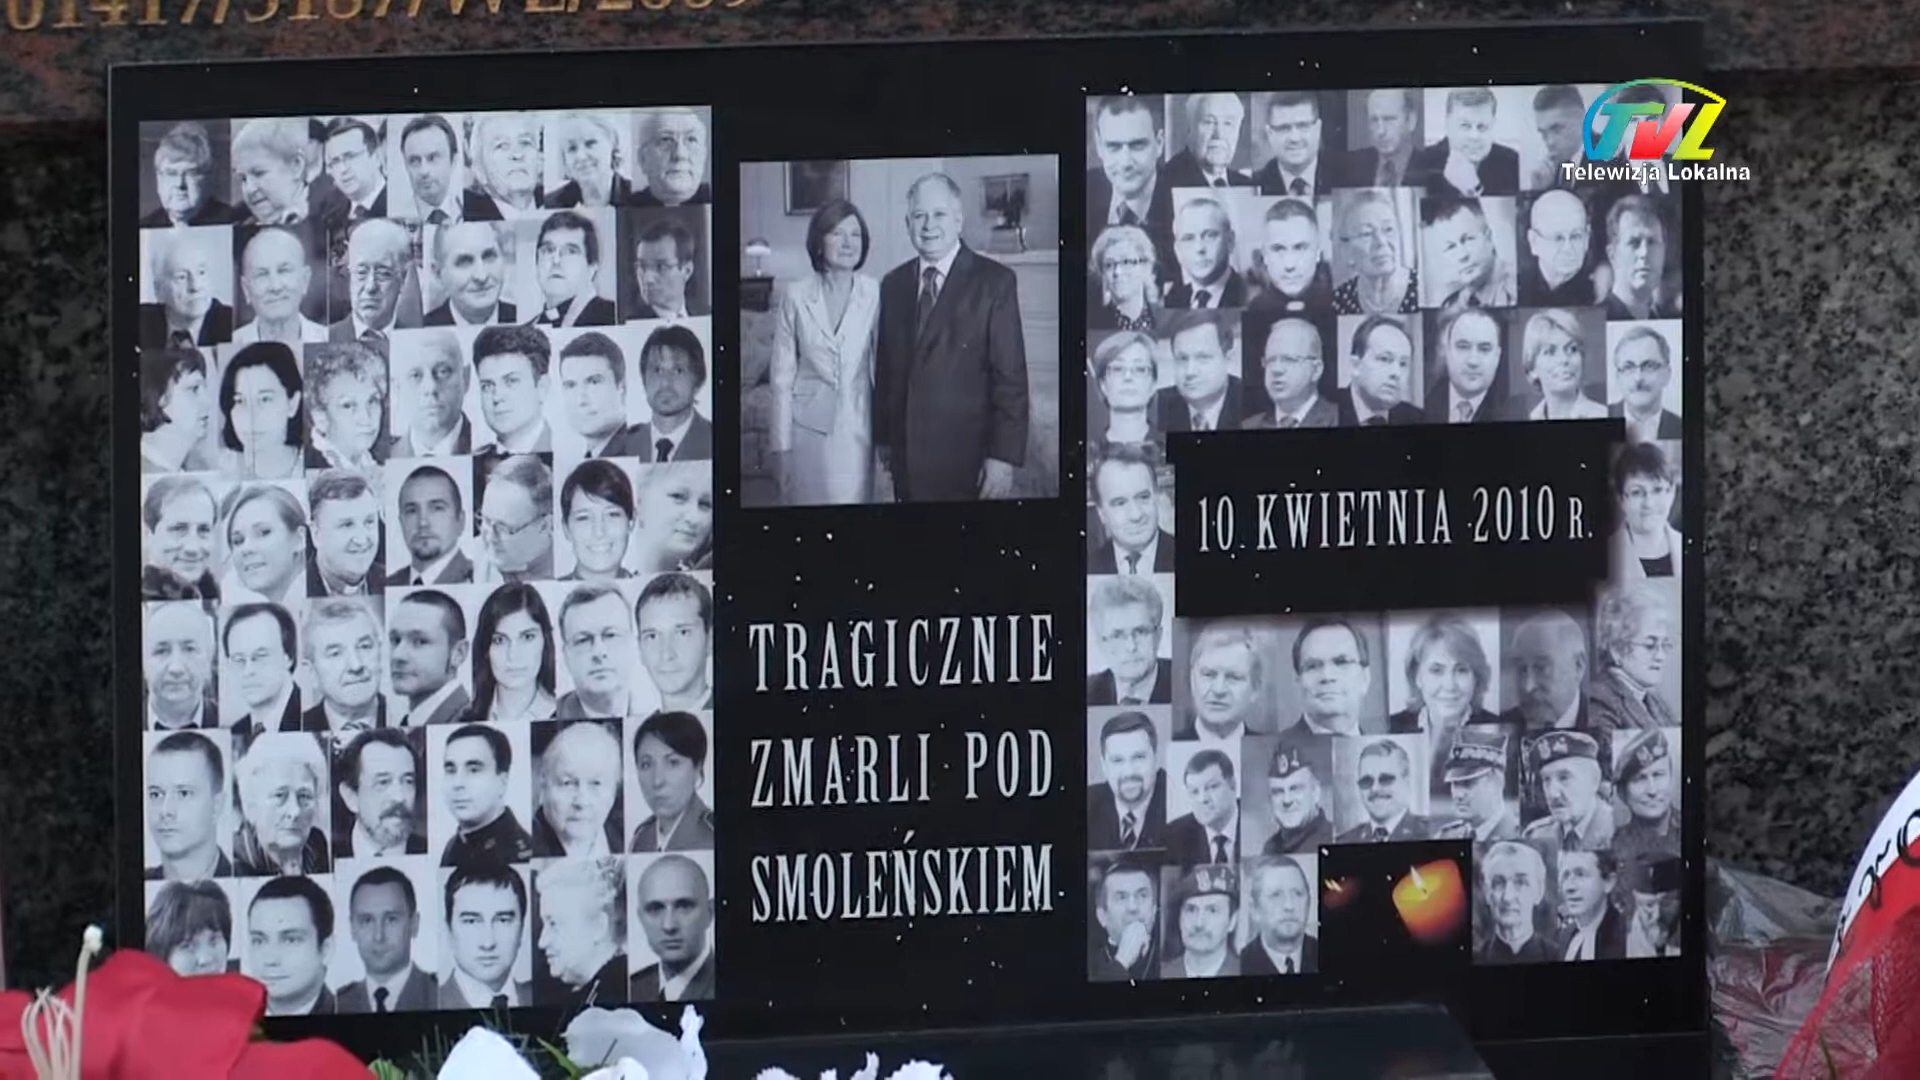 TRAGICZNIE
ZMARLI POD
SMOLEŃSKIEM
10 KWIETNIA 2010 R.
TVL
Telewizja Lokalna